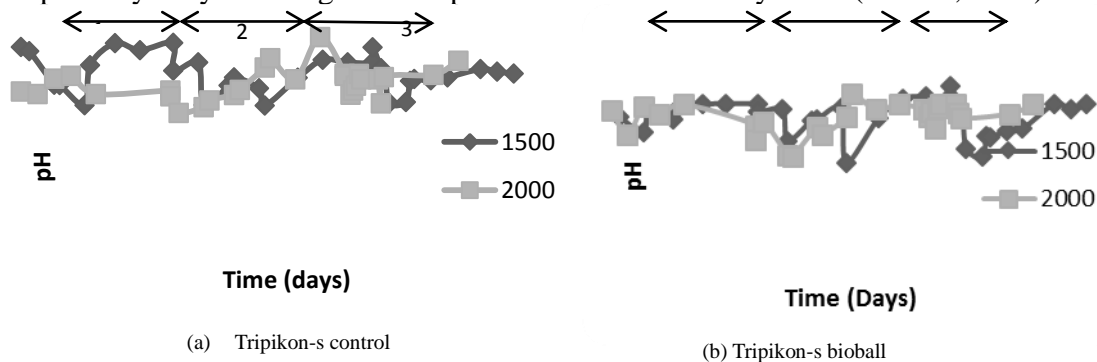 2
3
pH
1500
2000
Time (days)
(a) Tripikon-s control
pH
1500
2000
Time (Days)
(b) Tripikon-s bioball